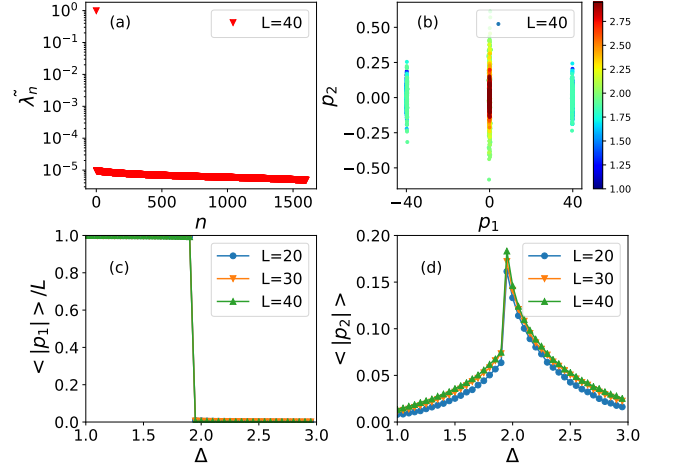 10⁰
10⁻¹
10⁻²
10⁻³
10⁻⁴
10⁻⁵
λ̃ₙ
(a)
L=40
0
1000
1500
n
0.50
0.25
0.00
−0.25
−0.50
p₂
(b)
L=40
−40
0
40
p₁
2.75
2.50
2.25
2.00
1.75
1.50
1.25
1.00
1.0
0.8
0.6
0.4
0.2
0.0
< |p₁| > /L
(c)
L=20
L=30
L=40
1.0
1.5
2.0
2.5
3.0
Δ
0.20
0.15
0.10
0.05
0.00
< |p₂| >
(d)
L=20
L=30
L=40
1.0
1.5
2.0
2.5
3.0
Δ